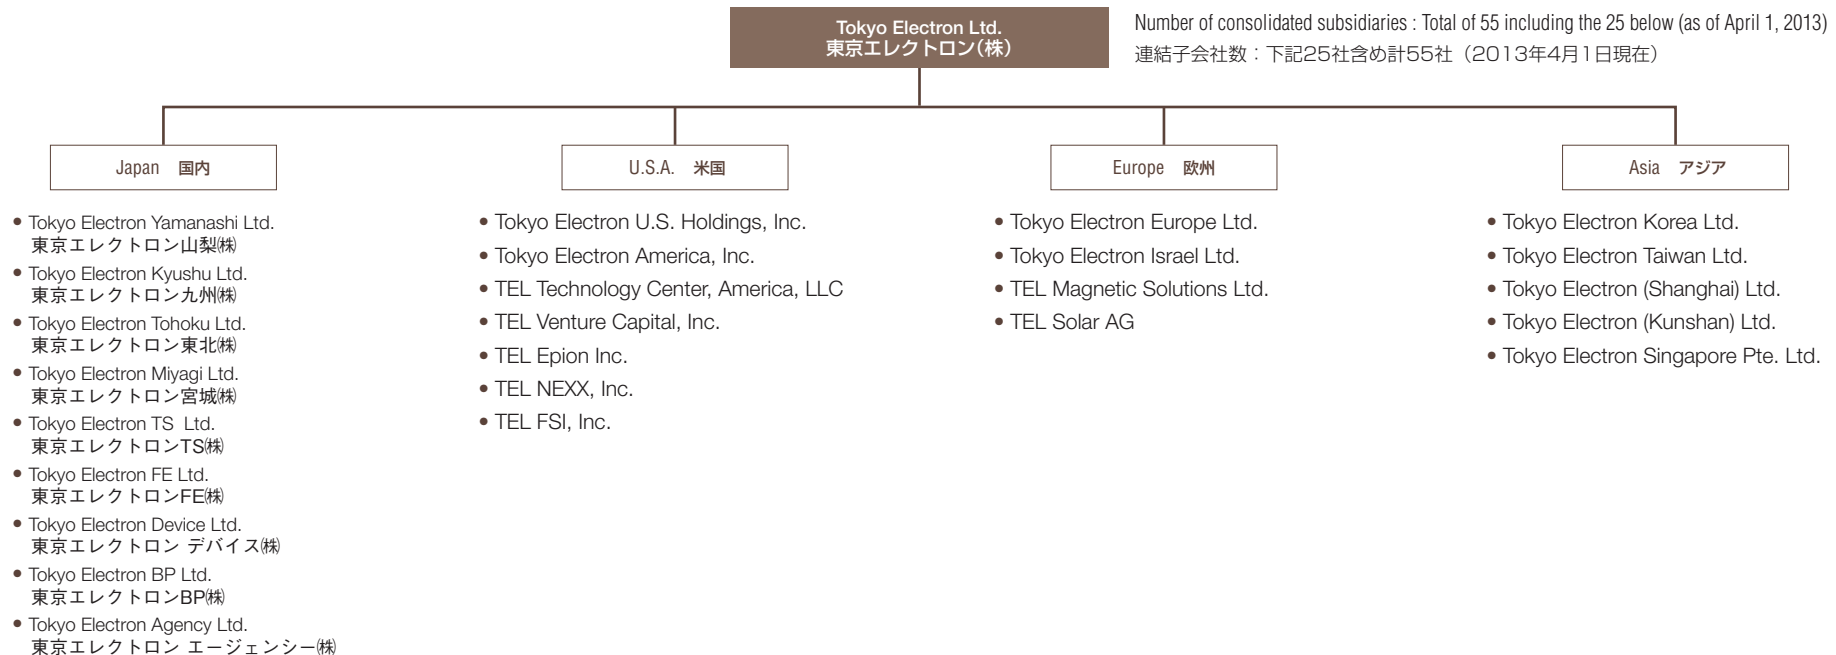 Tokyo Electron Ltd.
東京エレクトロン(株)
Number of consolidated subsidiaries : Total of 55 including the 25 below (as of April 1, 2013)
連結子会社数：下記25社含め計55社（2013年4月1日現在）
Japan 国内
• Tokyo Electron Yamanashi Ltd.
東京エレクトロン山梨㈱
• Tokyo Electron Kyushu Ltd.
東京エレクトロン九州㈱
• Tokyo Electron Tohoku Ltd.
東京エレクトロン東北㈱
• Tokyo Electron Miyagi Ltd.
東京エレクトロン宮城㈱
• Tokyo Electron TS Ltd.
東京エレクトロンTS㈱
• Tokyo Electron FE Ltd.
東京エレクトロンFE㈱
• Tokyo Electron Device Ltd.
東京エレクトロン デバイス㈱
• Tokyo Electron BP Ltd.
東京エレクトロンBP㈱
• Tokyo Electron Agency Ltd.
東京エレクトロン エージェンシー㈱
U.S.A. 米国
• Tokyo Electron U.S. Holdings, Inc.
• Tokyo Electron America, Inc.
• TEL Technology Center, America, LLC
• TEL Venture Capital, Inc.
• TEL Epion Inc.
• TEL NEXX, Inc.
• TEL FSI, Inc.
Europe 欧州
• Tokyo Electron Europe Ltd.
• Tokyo Electron Israel Ltd.
• TEL Magnetic Solutions Ltd.
• TEL Solar AG
Asia アジア
• Tokyo Electron Korea Ltd.
• Tokyo Electron Taiwan Ltd.
• Tokyo Electron (Shanghai) Ltd.
• Tokyo Electron (Kunshan) Ltd.
• Tokyo Electron Singapore Pte. Ltd.